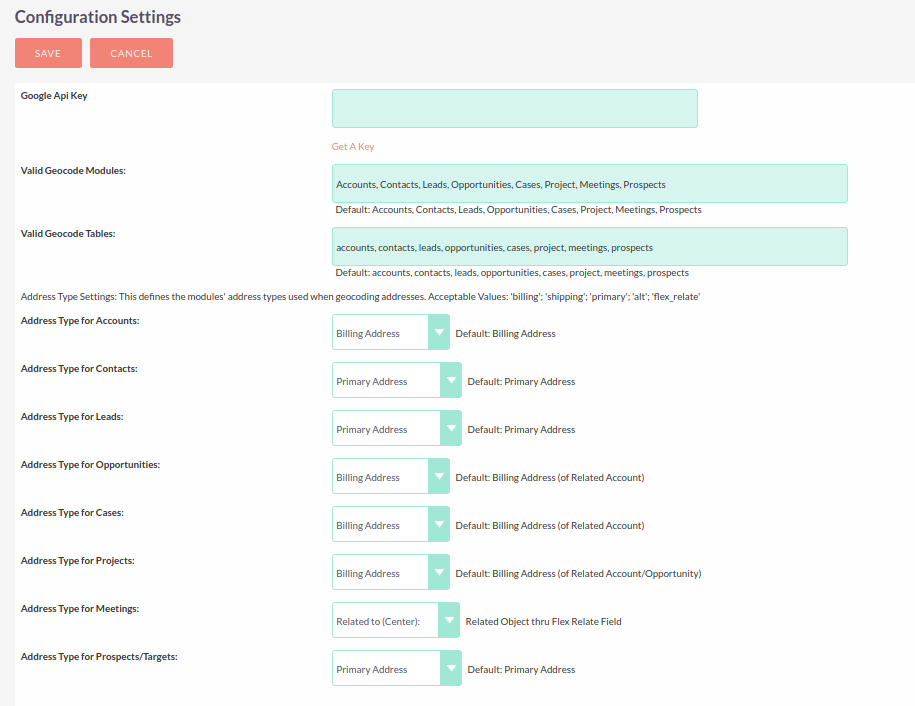 Configuration Settings
SAVE CANCEL
Google Api Key
Get A Key
Valid Geocode Modules:
Accounts, Contacts, Leads, Opportunities, Cases, Project, Meetings, Prospects
Default: Accounts, Contacts, Leads, Opportunities, Cases, Project, Meetings, Prospects
Valid Geocode Tables:
accounts, contacts, leads, opportunities, cases, project, meetings, prospects
Default: accounts, contacts, leads, opportunities, cases, project, meetings, prospects
Address Type Settings: This defines the modules' address types used when geocoding addresses. Acceptable Values: 'billing'; 'shipping'; 'primary'; 'alt'; 'flex_relate'
Address Type for Accounts:
Billing Address Default: Billing Address
Address Type for Contacts:
Primary Address Default: Primary Address
Address Type for Leads:
Primary Address Default: Primary Address
Address Type for Opportunities:
Billing Address Default: Billing Address (of Related Account)
Address Type for Cases:
Billing Address Default: Billing Address (of Related Account)
Address Type for Projects:
Billing Address Default: Billing Address (of Related Account/Opportunity)
Address Type for Meetings:
Related to (Center): Related Object thru Flex Relate Field
Address Type for Prospects/Targets:
Primary Address Default: Primary Address